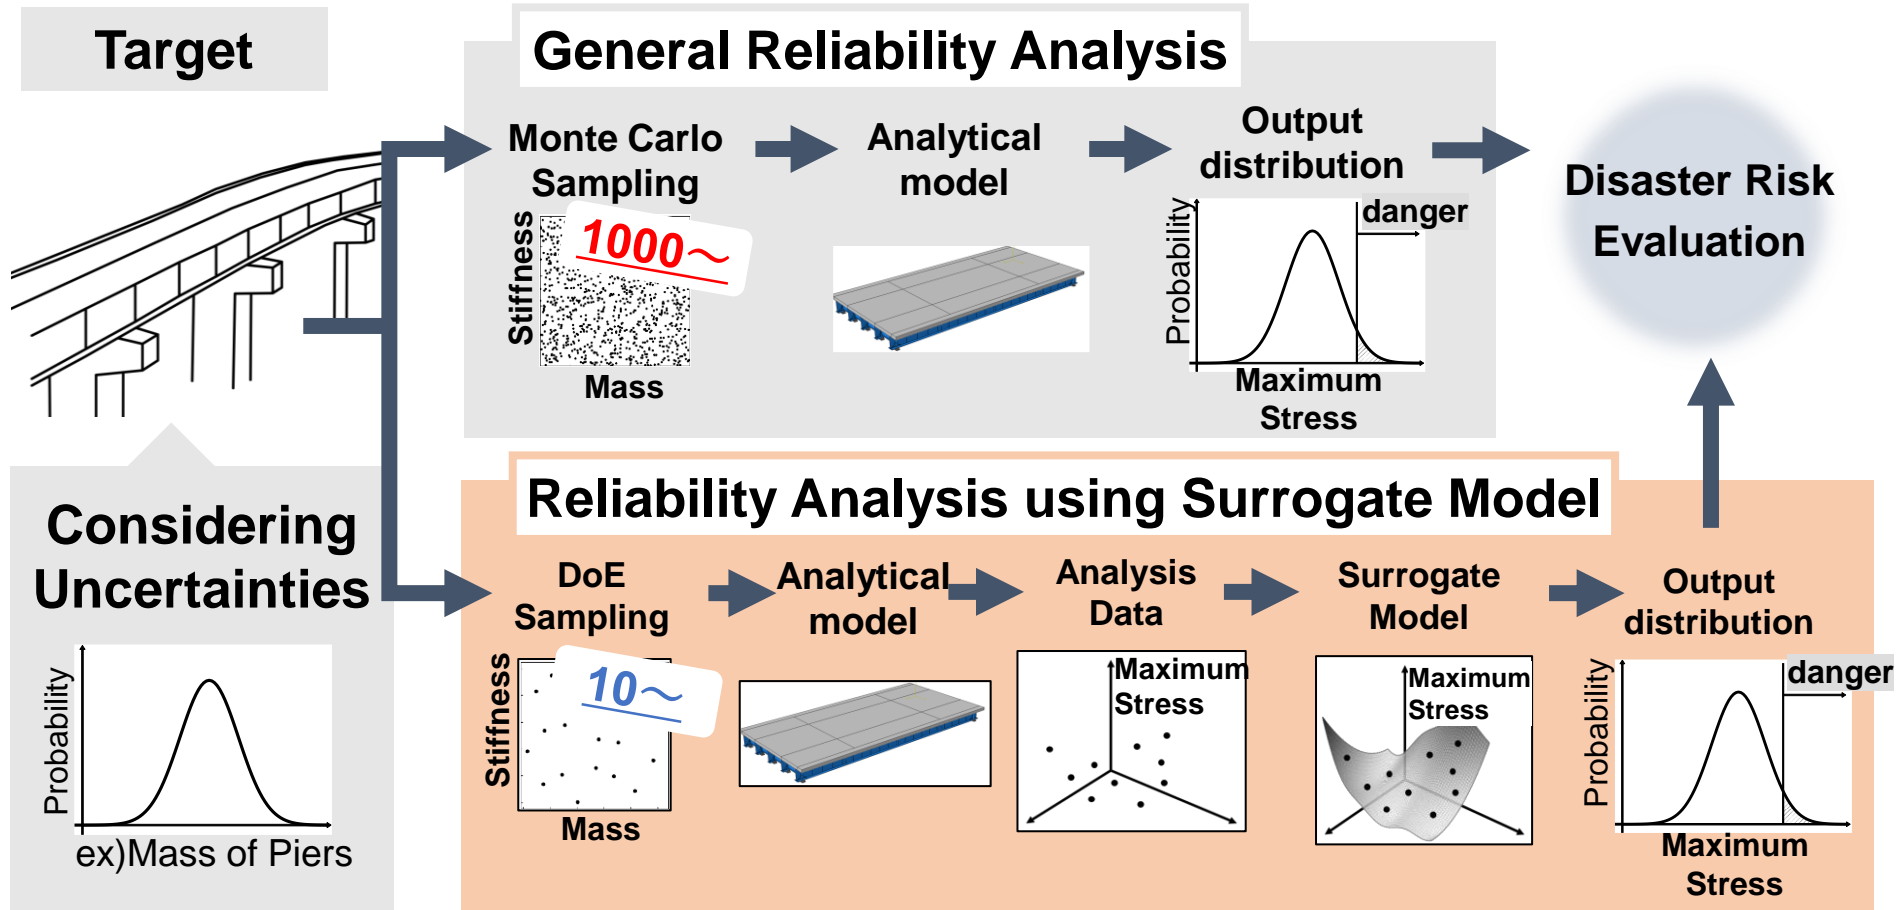 Target
General Reliability Analysis
Monte Carlo
Sampling
Analytical
model
Output
distribution
Disaster Risk
Evaluation
Stiffness
1000～
Mass
Probability
danger
Maximum
Stress
Considering
Uncertainties
Probability
ex)Mass of Piers
Reliability Analysis using Surrogate Model
DoE
Sampling
Analytical
model
Analysis
Data
Surrogate
Model
Output
distribution
Stiffness
10～
Mass
Maximum
Stress
Maximum
Stress
Probability
danger
Maximum
Stress